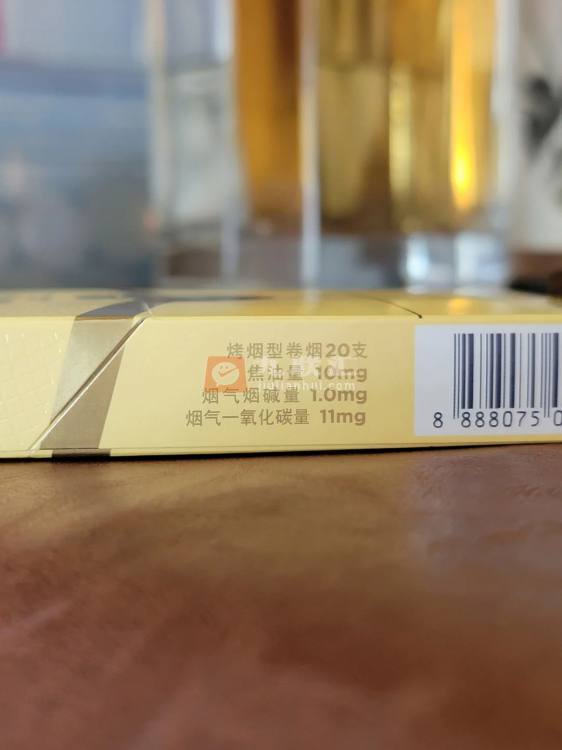 烤烟型卷烟20支
焦油量 10mg
烟气烟碱量 1.0mg
烟气一氧化碳量 11mg
8 888075 0